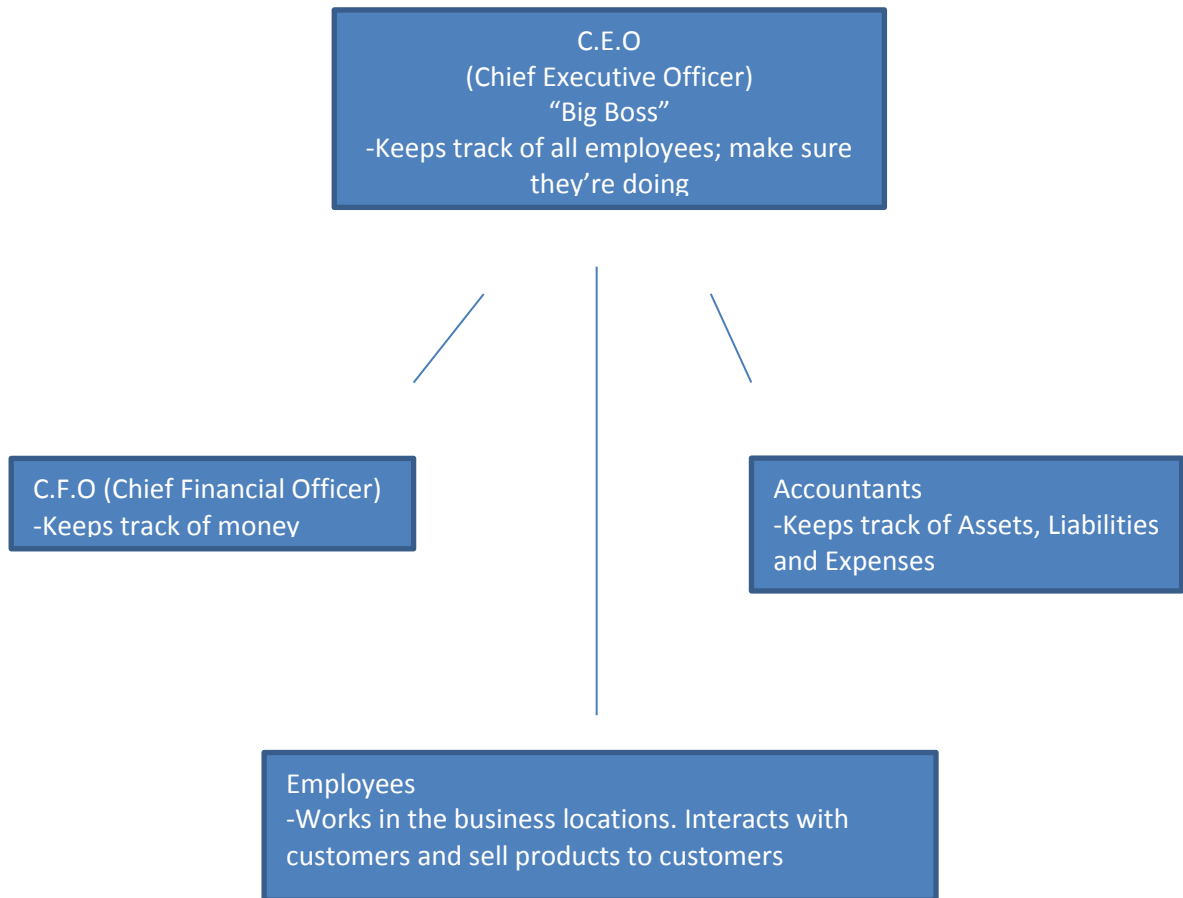 C.E.O
(Chief Executive Officer)
“Big Boss”
-Keeps track of all employees; make sure
they’re doing
C.F.O (Chief Financial Officer)
-Keeps track of money
Accountants
-Keeps track of Assets, Liabilities
and Expenses
Employees
-Works in the business locations. Interacts with
customers and sell products to customers